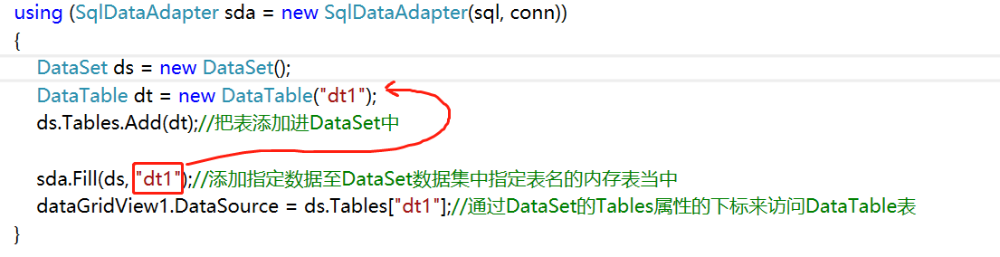 using (SqlDataAdapter sda = new SqlDataAdapter(sql, conn))
{
DataSet ds = new DataSet();
DataTable dt = new DataTable("dt1");
ds.Tables.Add(dt);//把表添加进DataSet中
sda.Fill(ds, "dt1");//添加指定数据至DataSet数据集中指定表名的内存表当中
dataGridView1.DataSource = ds.Tables["dt1"];//通过DataSet的Tables属性的下标来访问DataTable表
}